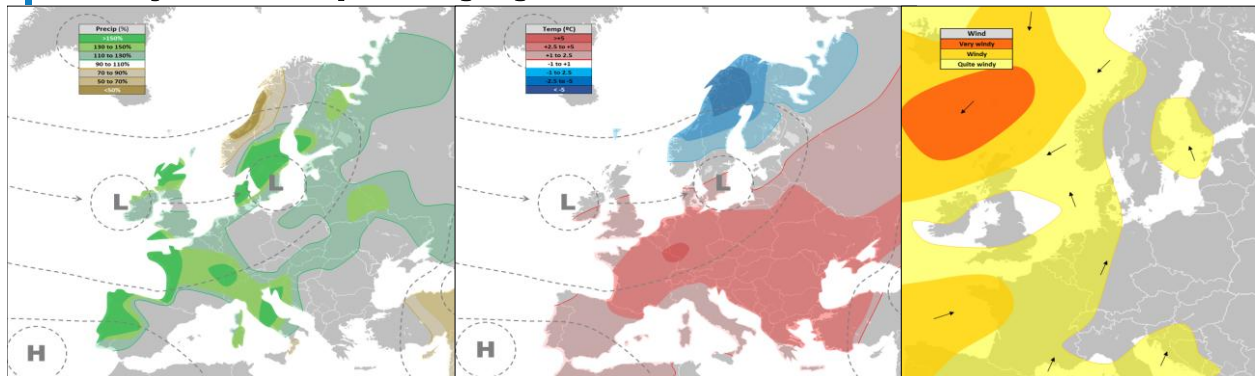 Precip (%)
>150%
130 to 150%
110 to 130%
90 to 110%
70 to 90%
50 to 70%
<50%
L
L
H
Temp (ºC)
>+5
+2.5 to +5
+1 to 2.5
-1 to +1
-1 to 2.5
-2.5 to -5
< -5
L
L
H
Wind
Very windy
Windy
Quite windy